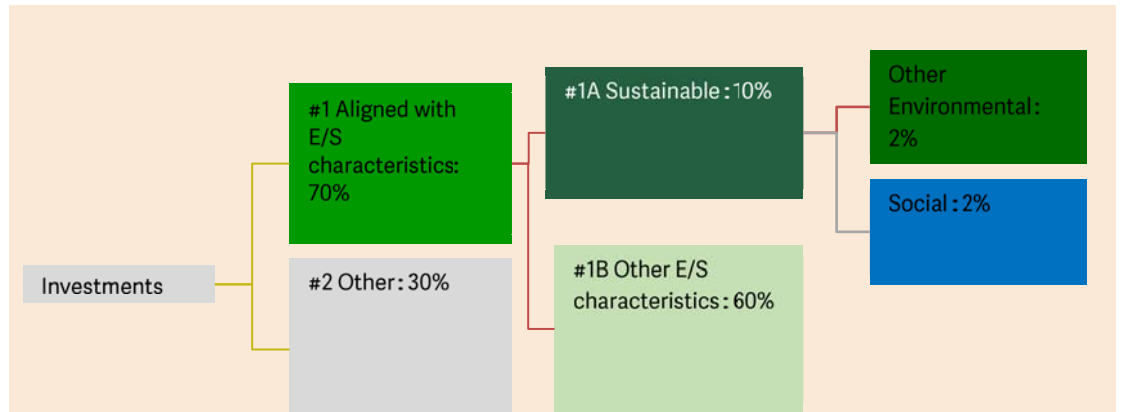 Investments
#1 Aligned with
E/S
characteristics:
70%
#2 Other: 30%
#1A Sustainable: 10%
#1B Other E/S
characteristics: 60%
Other
Environmental:
2%
Social: 2%